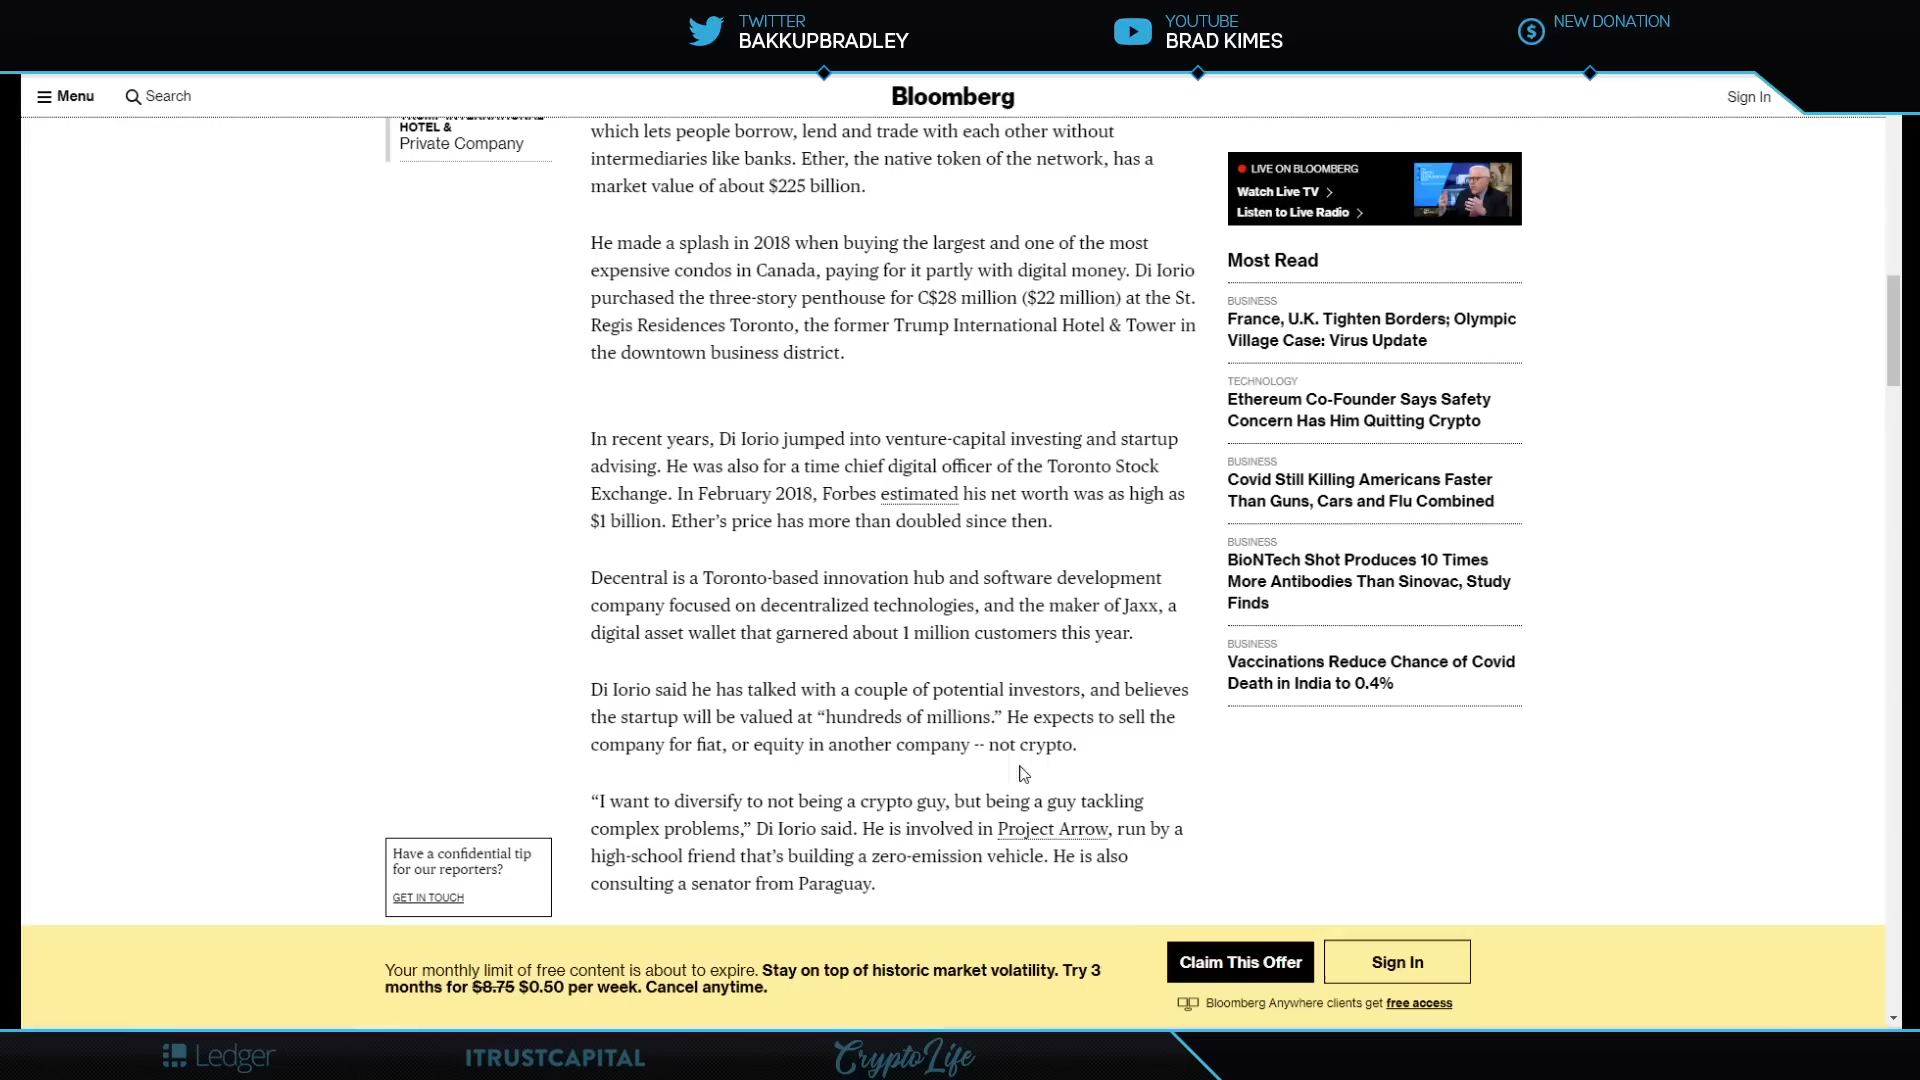 TWITTER
BAKKUPBRADLEY
YOUTUBE
BRAD KIMES
NEW DONATION
Menu
Search
Bloomberg
Sign In
HOTEL &
Private Company
which lets people borrow, lend and trade with each other without
intermediaries like banks. Ether, the native token of the network, has a
market value of about $225 billion.
He made a splash in 2018 when buying the largest and one of the most
expensive condos in Canada, paying for it partly with digital money. Di Iorio
purchased the three-story penthouse for C$28 million ($22 million) at the St.
Regis Residences Toronto, the former Trump International Hotel & Tower in
the downtown business district.
In recent years, Di Iorio jumped into venture-capital investing and startup
advising. He was also for a time chief digital officer of the Toronto Stock
Exchange. In February 2018, Forbes estimated his net worth was as high as
$1 billion. Ether’s price has more than doubled since then.
Decentral is a Toronto-based innovation hub and software development
company focused on decentralized technologies, and the maker of Jaxx, a
digital asset wallet that garnered about 1 million customers this year.
Di Iorio said he has talked with a couple of potential investors, and believes
the startup will be valued at “hundreds of millions.” He expects to sell the
company for fiat, or equity in another company -- not crypto.
“I want to diversify to not being a crypto guy, but being a guy tackling
complex problems,” Di Iorio said. He is involved in Project Arrow, run by a
high-school friend that’s building a zero-emission vehicle. He is also
consulting a senator from Paraguay.
LIVE ON BLOOMBERG
Watch Live TV
Listen to Live Radio
Most Read
BUSINESS
France, U.K. Tighten Borders; Olympic
Village Case: Virus Update
TECHNOLOGY
Ethereum Co-Founder Says Safety
Concern Has Him Quitting Crypto
BUSINESS
Covid Still Killing Americans Faster
Than Guns, Cars and Flu Combined
BUSINESS
BioNTech Shot Produces 10 Times
More Antibodies Than Sinovac, Study
Finds
BUSINESS
Vaccinations Reduce Chance of Covid
Death in India to 0.4%
Have a confidential tip
for our reporters?
GET IN TOUCH
Your monthly limit of free content is about to expire. Stay on top of historic market volatility. Try 3
months for $8.75 $0.50 per week. Cancel anytime.
Claim This Offer
Sign In
Bloomberg Anywhere clients get free access
Ledger
ITRUSTCAPITAL
CryptoLife